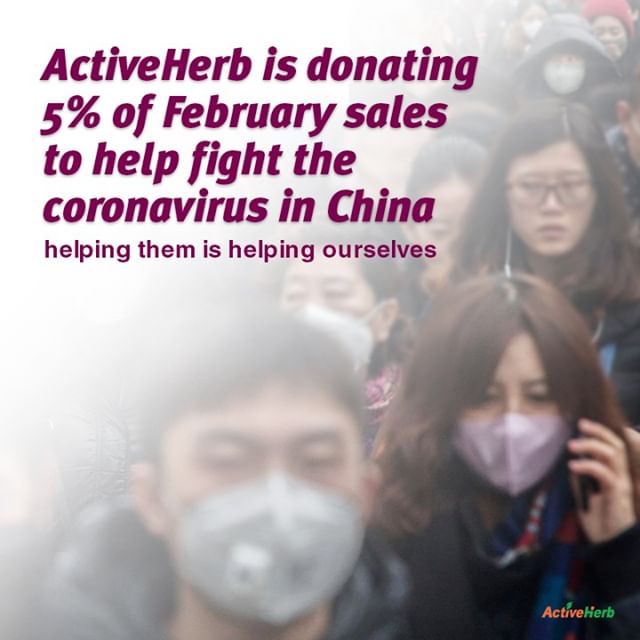 ActiveHerb is donating
5% of February sales
to help fight the
coronavirus in China
helping them is helping ourselves
ActiveHerb